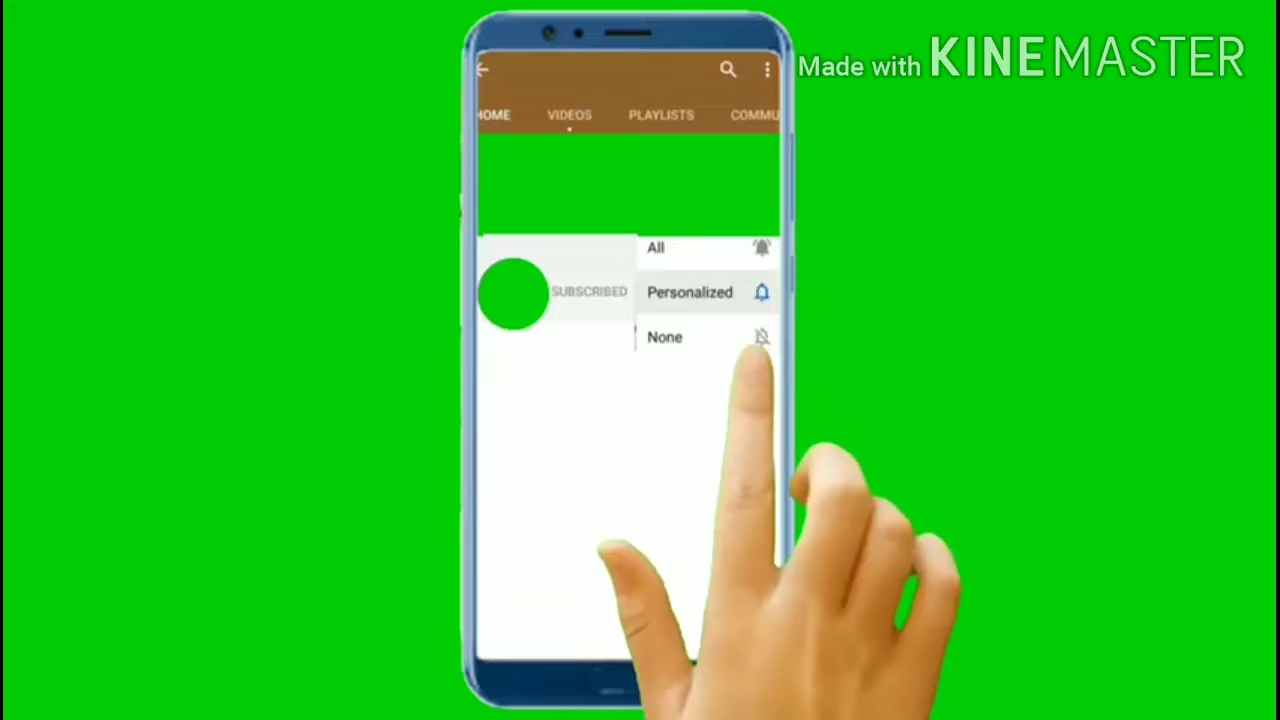 Made with KINEMASTER
HOME VIDEOS PLAYLISTS COMMU
All
SUBSCRIBED Personalized
None